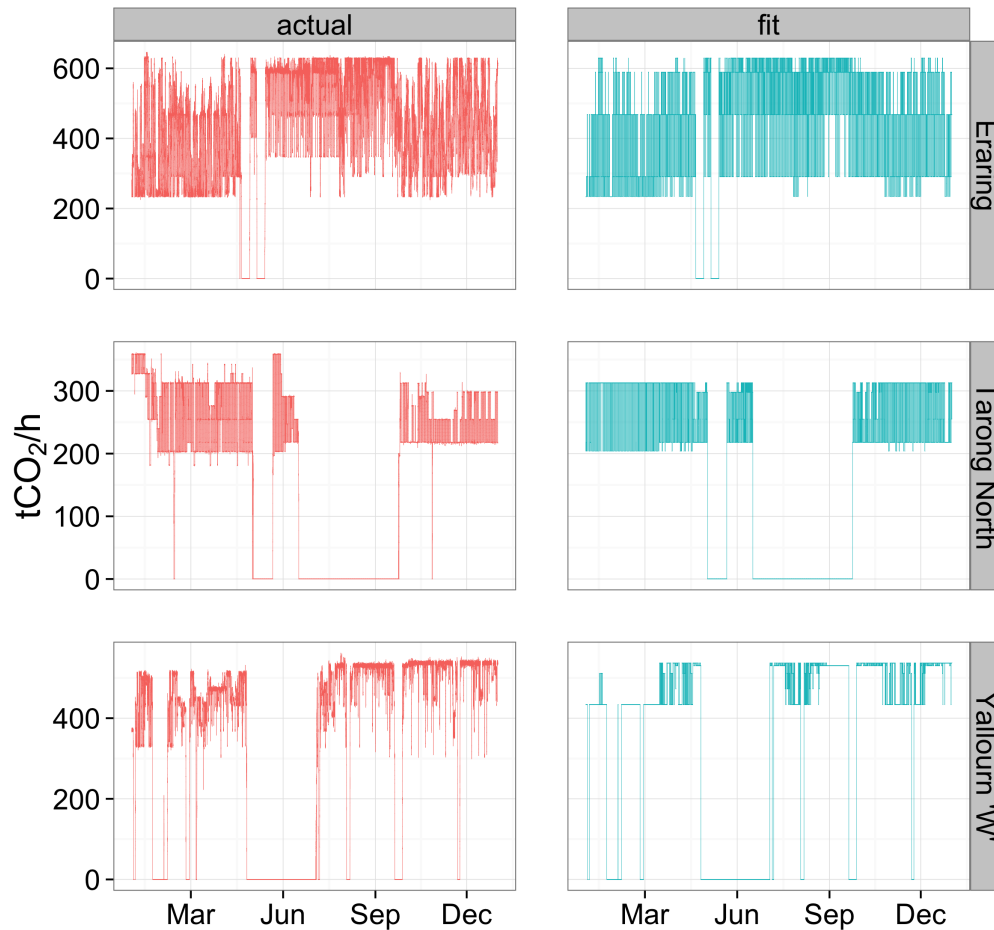 actual
fit
600
400
200
0
Eraring
tCO₂/h
300
200
100
0
Tarong North
400
200
0
Yallourn 'W'
Mar Jun Sep Dec
Mar Jun Sep Dec